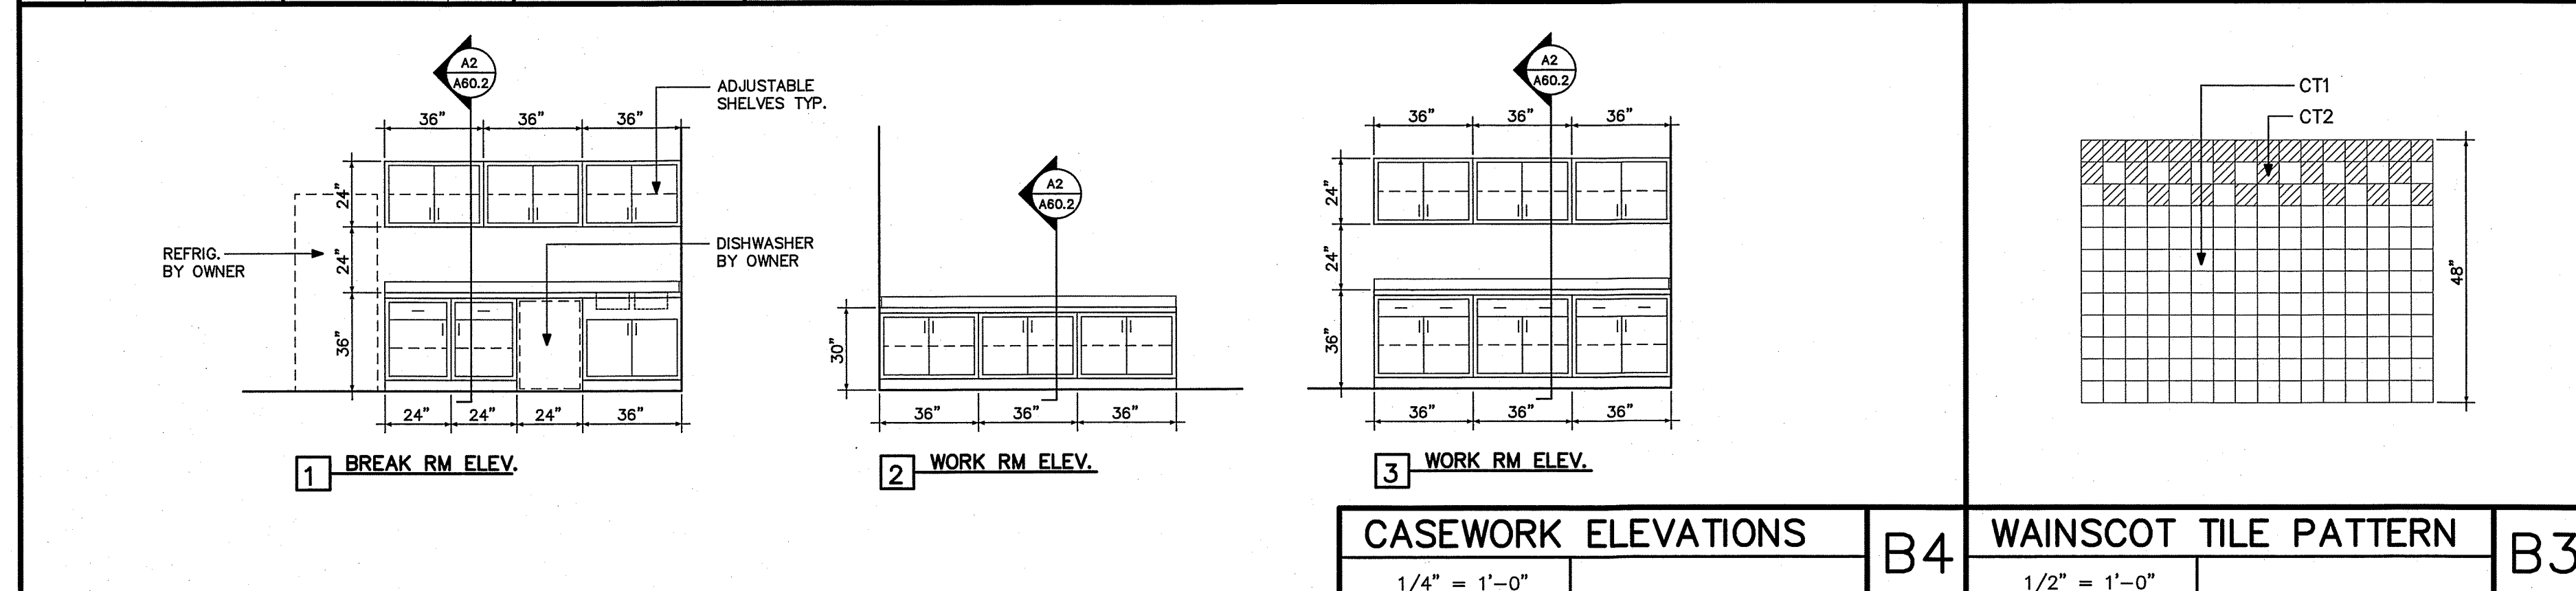 A2
A60.2
ADJUSTABLE
SHELVES TYP.
36" 36" 36"
24"
24"
36"
REFRIG.
BY OWNER
DISHWASHER
BY OWNER
24" 24" 24" 36"
1 BREAK RM ELEV.
A2
A60.2
30"
36" 36" 36"
2 WORK RM ELEV.
A2
A60.2
36" 36" 36"
24"
24"
36"
36" 36" 36"
3 WORK RM ELEV.
CASEWORK ELEVATIONS
B4
1/4" = 1'-0"
CT1
CT2
48"
WAINSCOT TILE PATTERN
B3
1/2" = 1'-0"